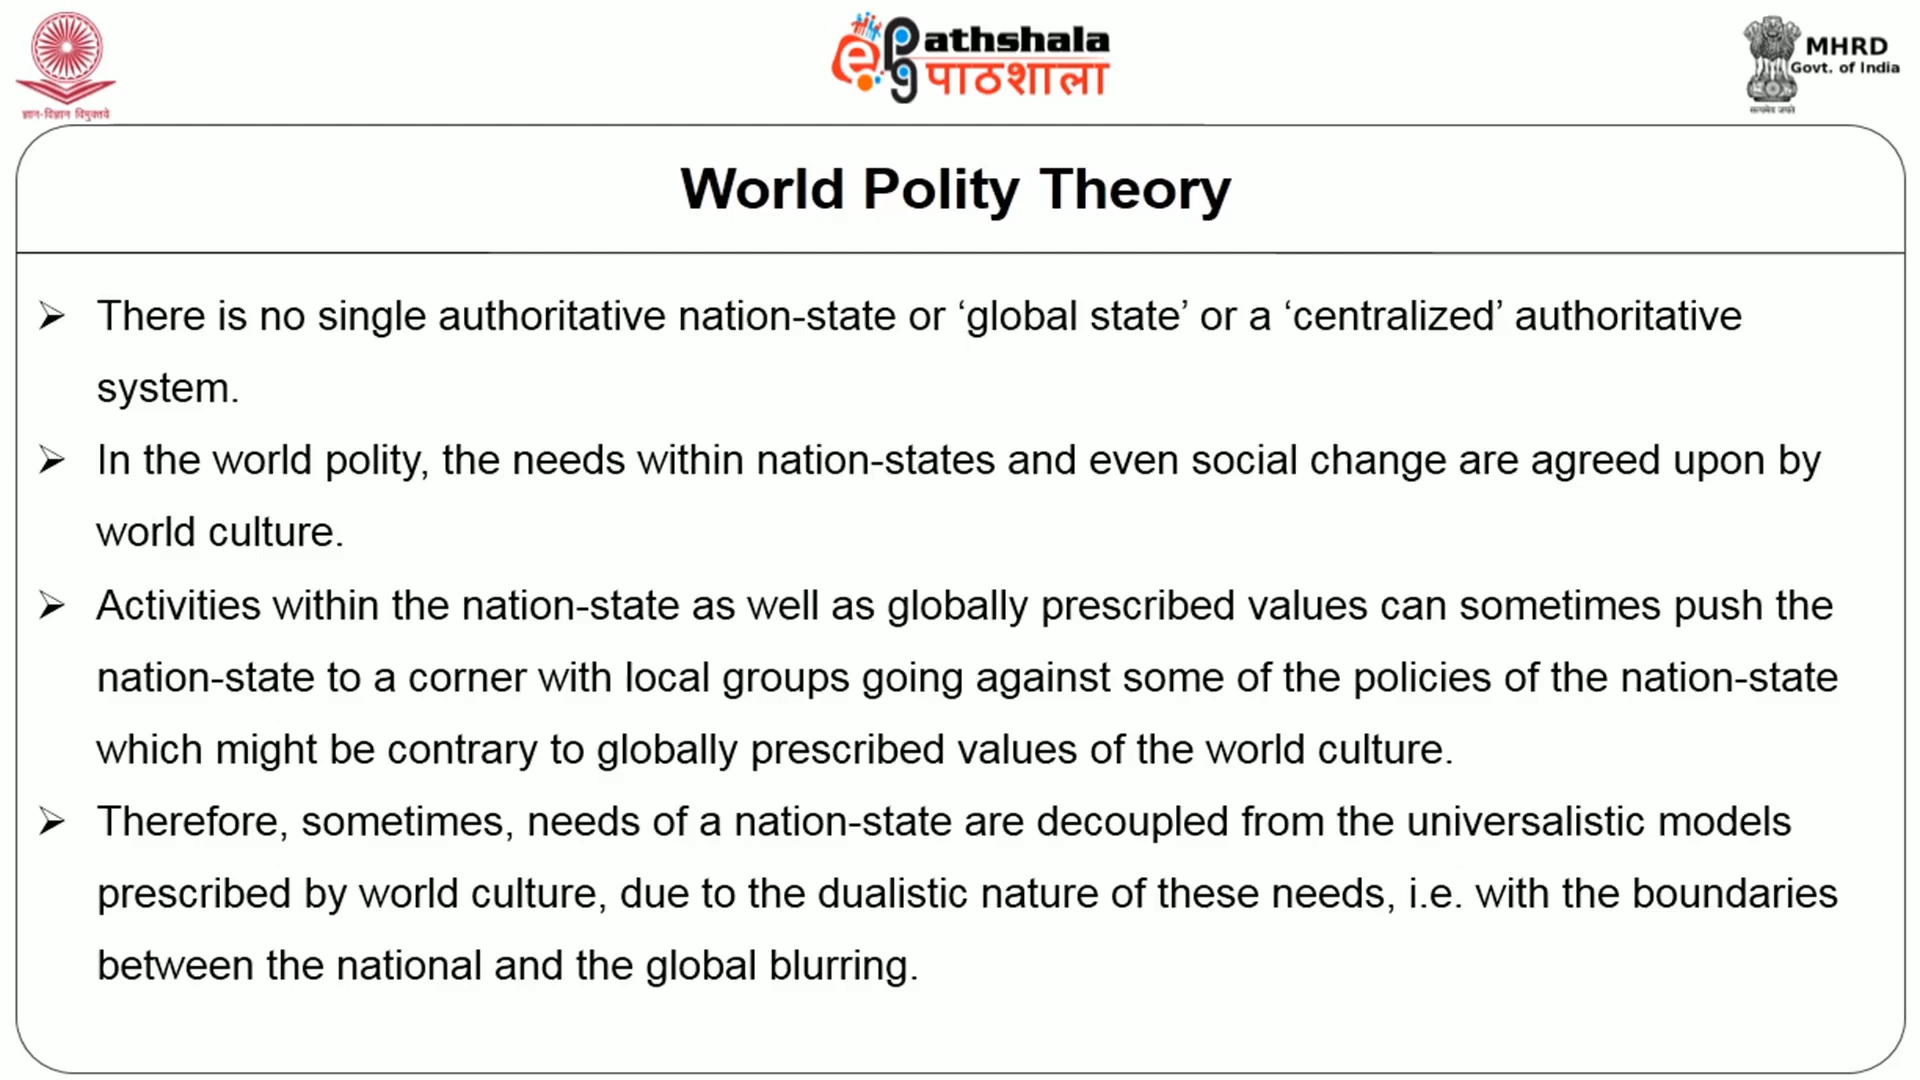 ज्ञान-विज्ञान विमुक्तये
e pg Pathshala
पाठशाला
MHRD
Govt. of India
सत्यमेव जयते
World Polity Theory
➢ There is no single authoritative nation-state or ‘global state’ or a ‘centralized’ authoritative
system.
➢ In the world polity, the needs within nation-states and even social change are agreed upon by
world culture.
➢ Activities within the nation-state as well as globally prescribed values can sometimes push the
nation-state to a corner with local groups going against some of the policies of the nation-state
which might be contrary to globally prescribed values of the world culture.
➢ Therefore, sometimes, needs of a nation-state are decoupled from the universalistic models
prescribed by world culture, due to the dualistic nature of these needs, i.e. with the boundaries
between the national and the global blurring.